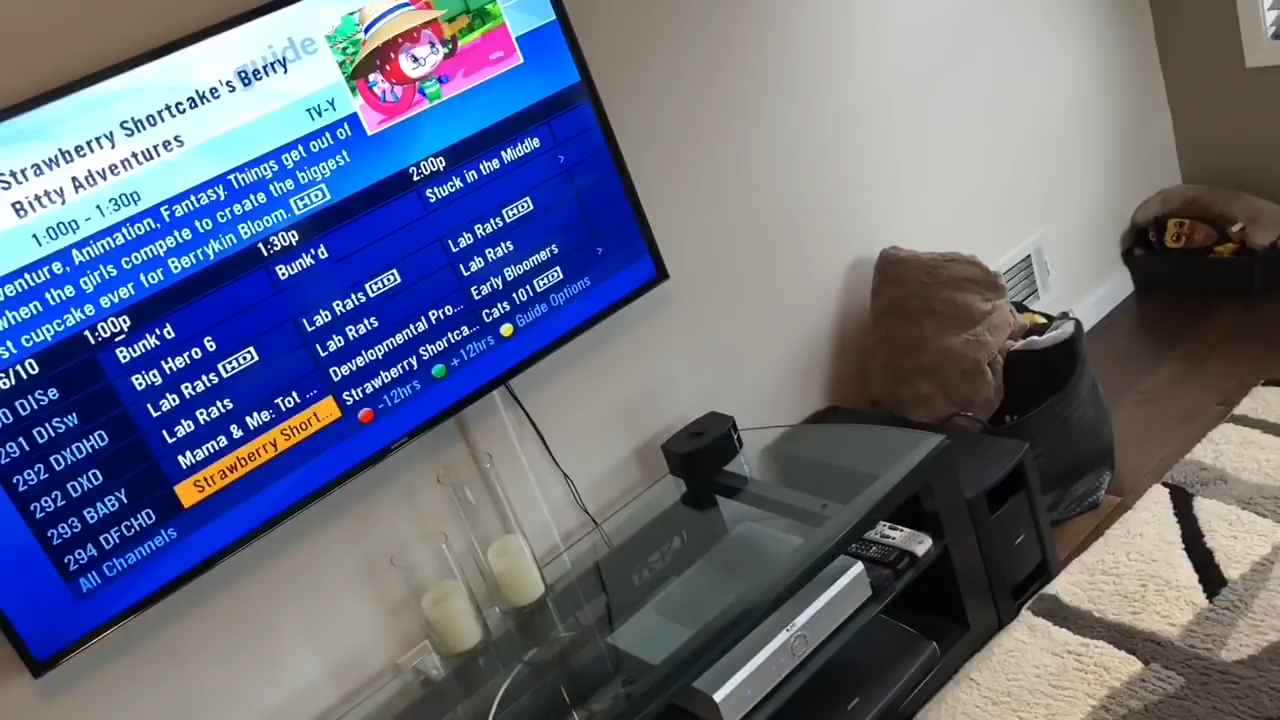 guide
Strawberry Shortcake's Berry
Bitty Adventures
TV-Y
1:00p - 1:30p
venture, Animation, Fantasy. Things get out of
when the girls compete to create the biggest
st cupcake ever for Berrykin Bloom. HD
6/10 1:00p 1:30p 2:00p
0 DISe Bunk'd Bunk'd Stuck in the Middle
291 DISw Big Hero 6
292 DXDHD Lab Rats HD Lab Rats HD Lab Rats HD
292 DXD Lab Rats Lab Rats Lab Rats
293 BABY Mama & Me: Tot ... Developmental Pro... Early Bloomers
294 DFCHD Strawberry Short... Strawberry Shortca... Cats 101 HD
All Channels -12hrs +12hrs Guide Options